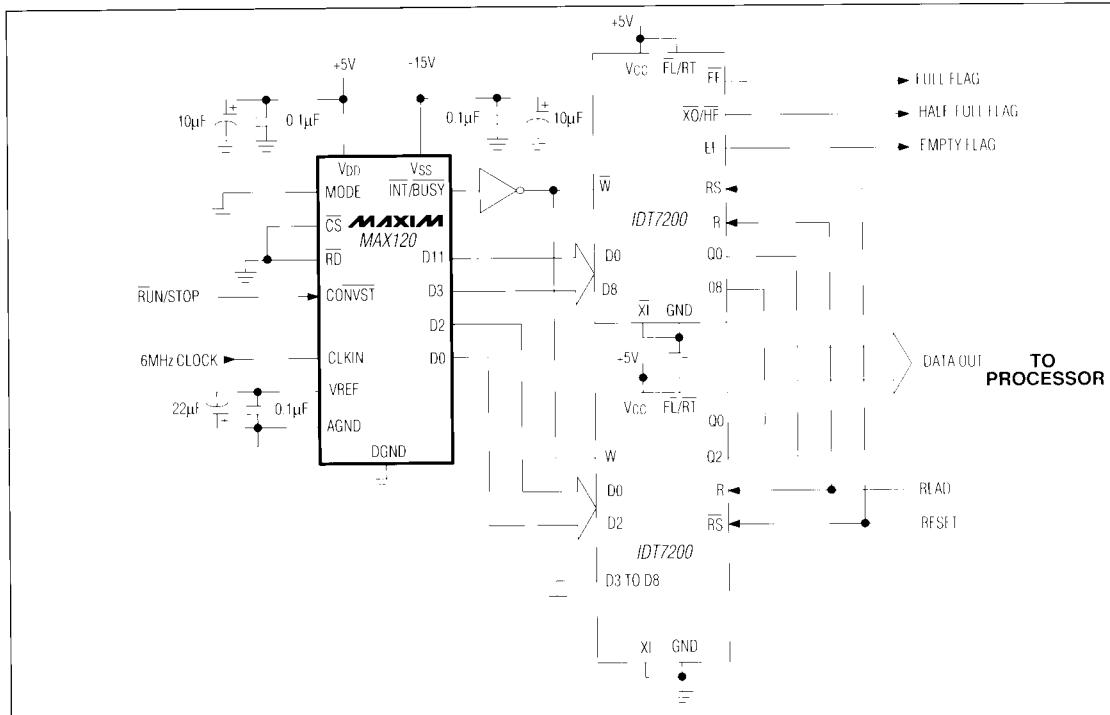 +5V
-15V
10µF
0.1µF
0.1µF
10µF
VDD
VSS
MODE
INT/BUSY
MAXIM
MAX120
CS
RD
D11
D3
RUN/STOP
CONVST
D2
6MHz CLOCK
CLKIN
D0
VREF
22µF
0.1µF
AGND
DGND
+5V
VCC
FL/RT
FF
FULL FLAG
XO/HF
HALF FULL FLAG
EF
EMPTY FLAG
W
RS
IDT7200
R
D0
Q0
D8
Q8
XI
GND
+5V
VCC
FL/RT
DATA OUT
TO
PROCESSOR
Q0
W
Q2
D0
R
READ
D2
RS
RESET
IDT7200
D3 TO D8
XI
GND